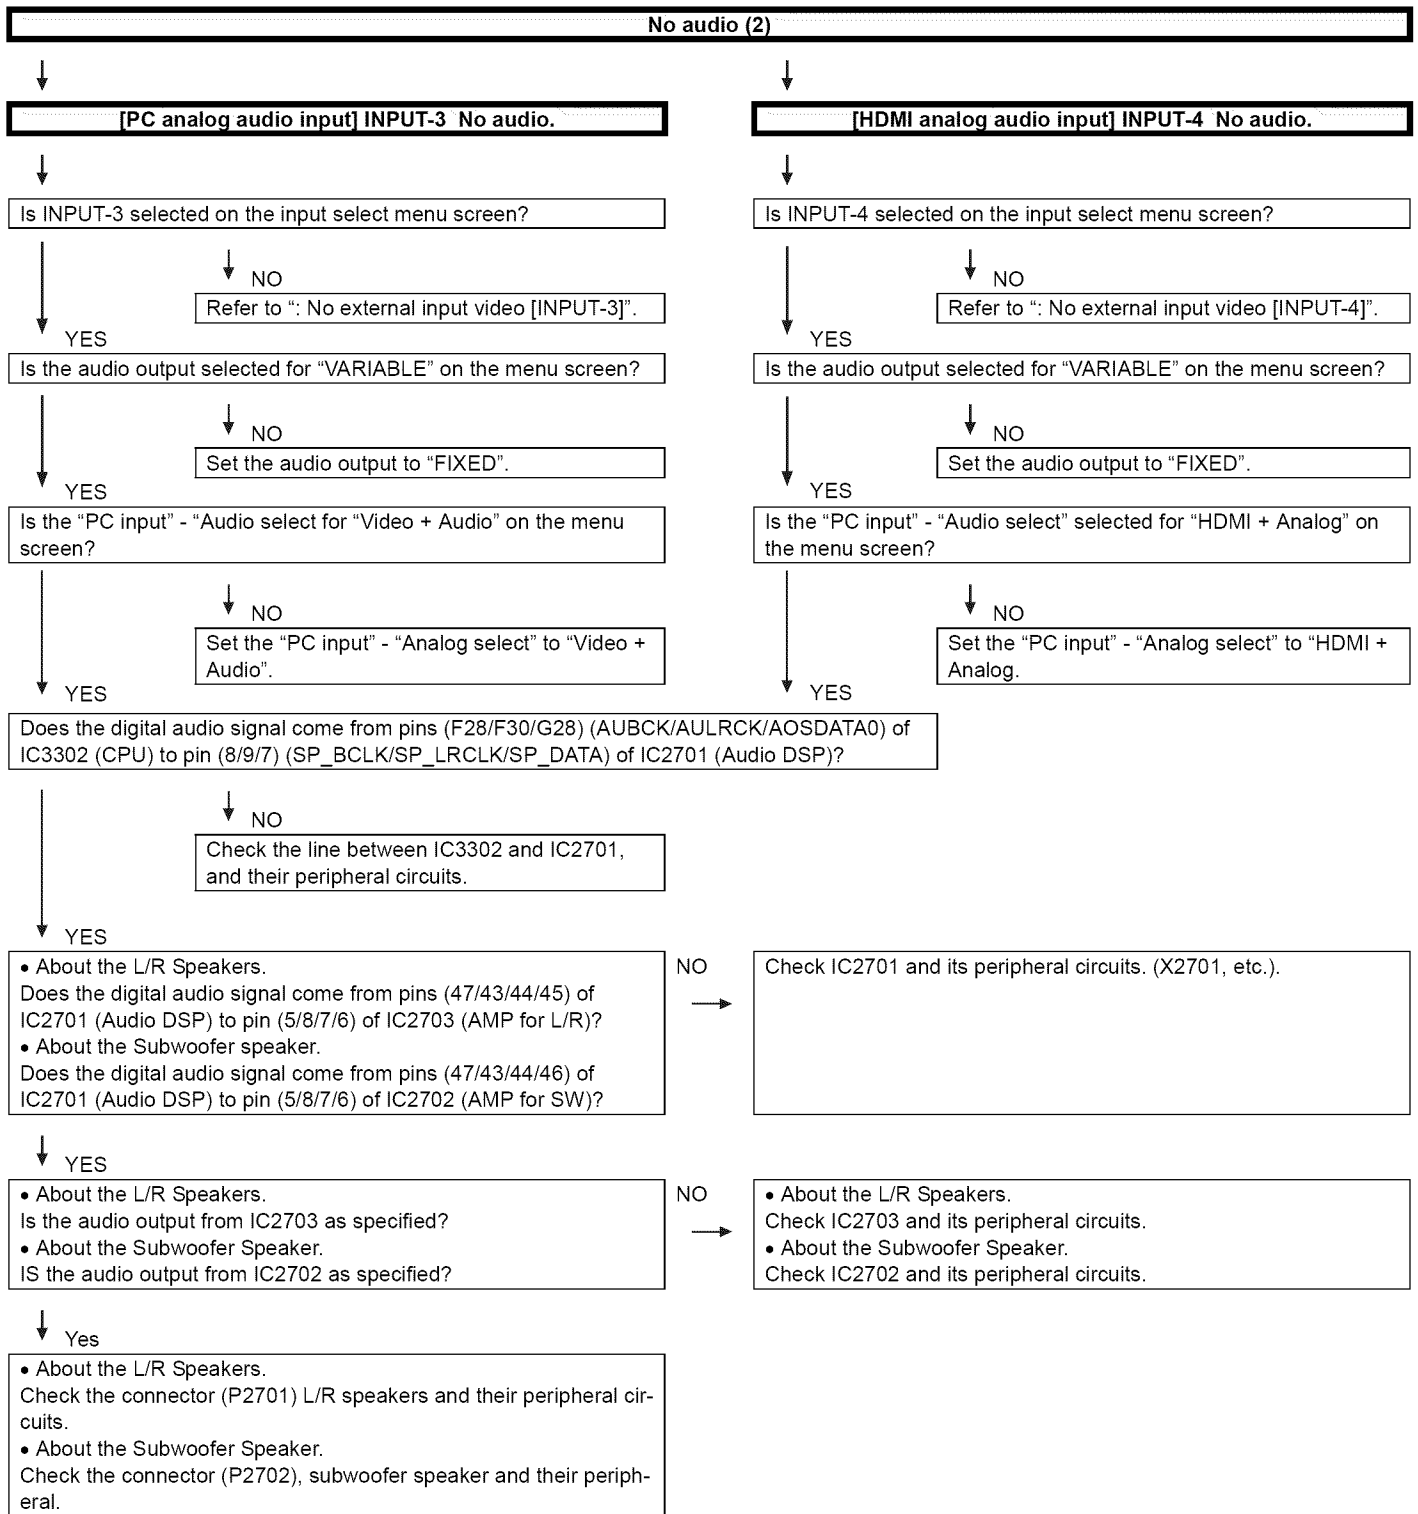 No audio (2)
[PC analog audio input] INPUT-3 No audio.
[HDMI analog audio input] INPUT-4 No audio.
Is INPUT-3 selected on the input select menu screen?
Is INPUT-4 selected on the input select menu screen?
NO
NO
Refer to “: No external input video [INPUT-3]”.
Refer to “: No external input video [INPUT-4]”.
YES
YES
Is the audio output selected for “VARIABLE” on the menu screen?
Is the audio output selected for “VARIABLE” on the menu screen?
NO
NO
Set the audio output to “FIXED”.
Set the audio output to “FIXED”.
YES
YES
Is the “PC input” - “Audio select for “Video + Audio” on the menu
screen?
Is the “PC input” - “Audio select” selected for “HDMI + Analog” on
the menu screen?
NO
NO
Set the “PC input” - “Analog select” to “Video +
Audio”.
Set the “PC input” - “Analog select” to “HDMI +
Analog.
YES
YES
Does the digital audio signal come from pins (F28/F30/G28) (AUBCK/AULRCK/AOSDATA0) of
IC3302 (CPU) to pin (8/9/7) (SP_BCLK/SP_LRCLK/SP_DATA) of IC2701 (Audio DSP)?
NO
Check the line between IC3302 and IC2701,
and their peripheral circuits.
YES
• About the L/R Speakers.
Does the digital audio signal come from pins (47/43/44/45) of
IC2701 (Audio DSP) to pin (5/8/7/6) of IC2703 (AMP for L/R)?
• About the Subwoofer speaker.
Does the digital audio signal come from pins (47/43/44/46) of
IC2701 (Audio DSP) to pin (5/8/7/6) of IC2702 (AMP for SW)?
NO
Check IC2701 and its peripheral circuits. (X2701, etc.).
YES
• About the L/R Speakers.
Is the audio output from IC2703 as specified?
• About the Subwoofer Speaker.
IS the audio output from IC2702 as specified?
NO
• About the L/R Speakers.
Check IC2703 and its peripheral circuits.
• About the Subwoofer Speaker.
Check IC2702 and its peripheral circuits.
Yes
• About the L/R Speakers.
Check the connector (P2701) L/R speakers and their peripheral cir-
cuits.
• About the Subwoofer Speaker.
Check the connector (P2702), subwoofer speaker and their periph-
eral.